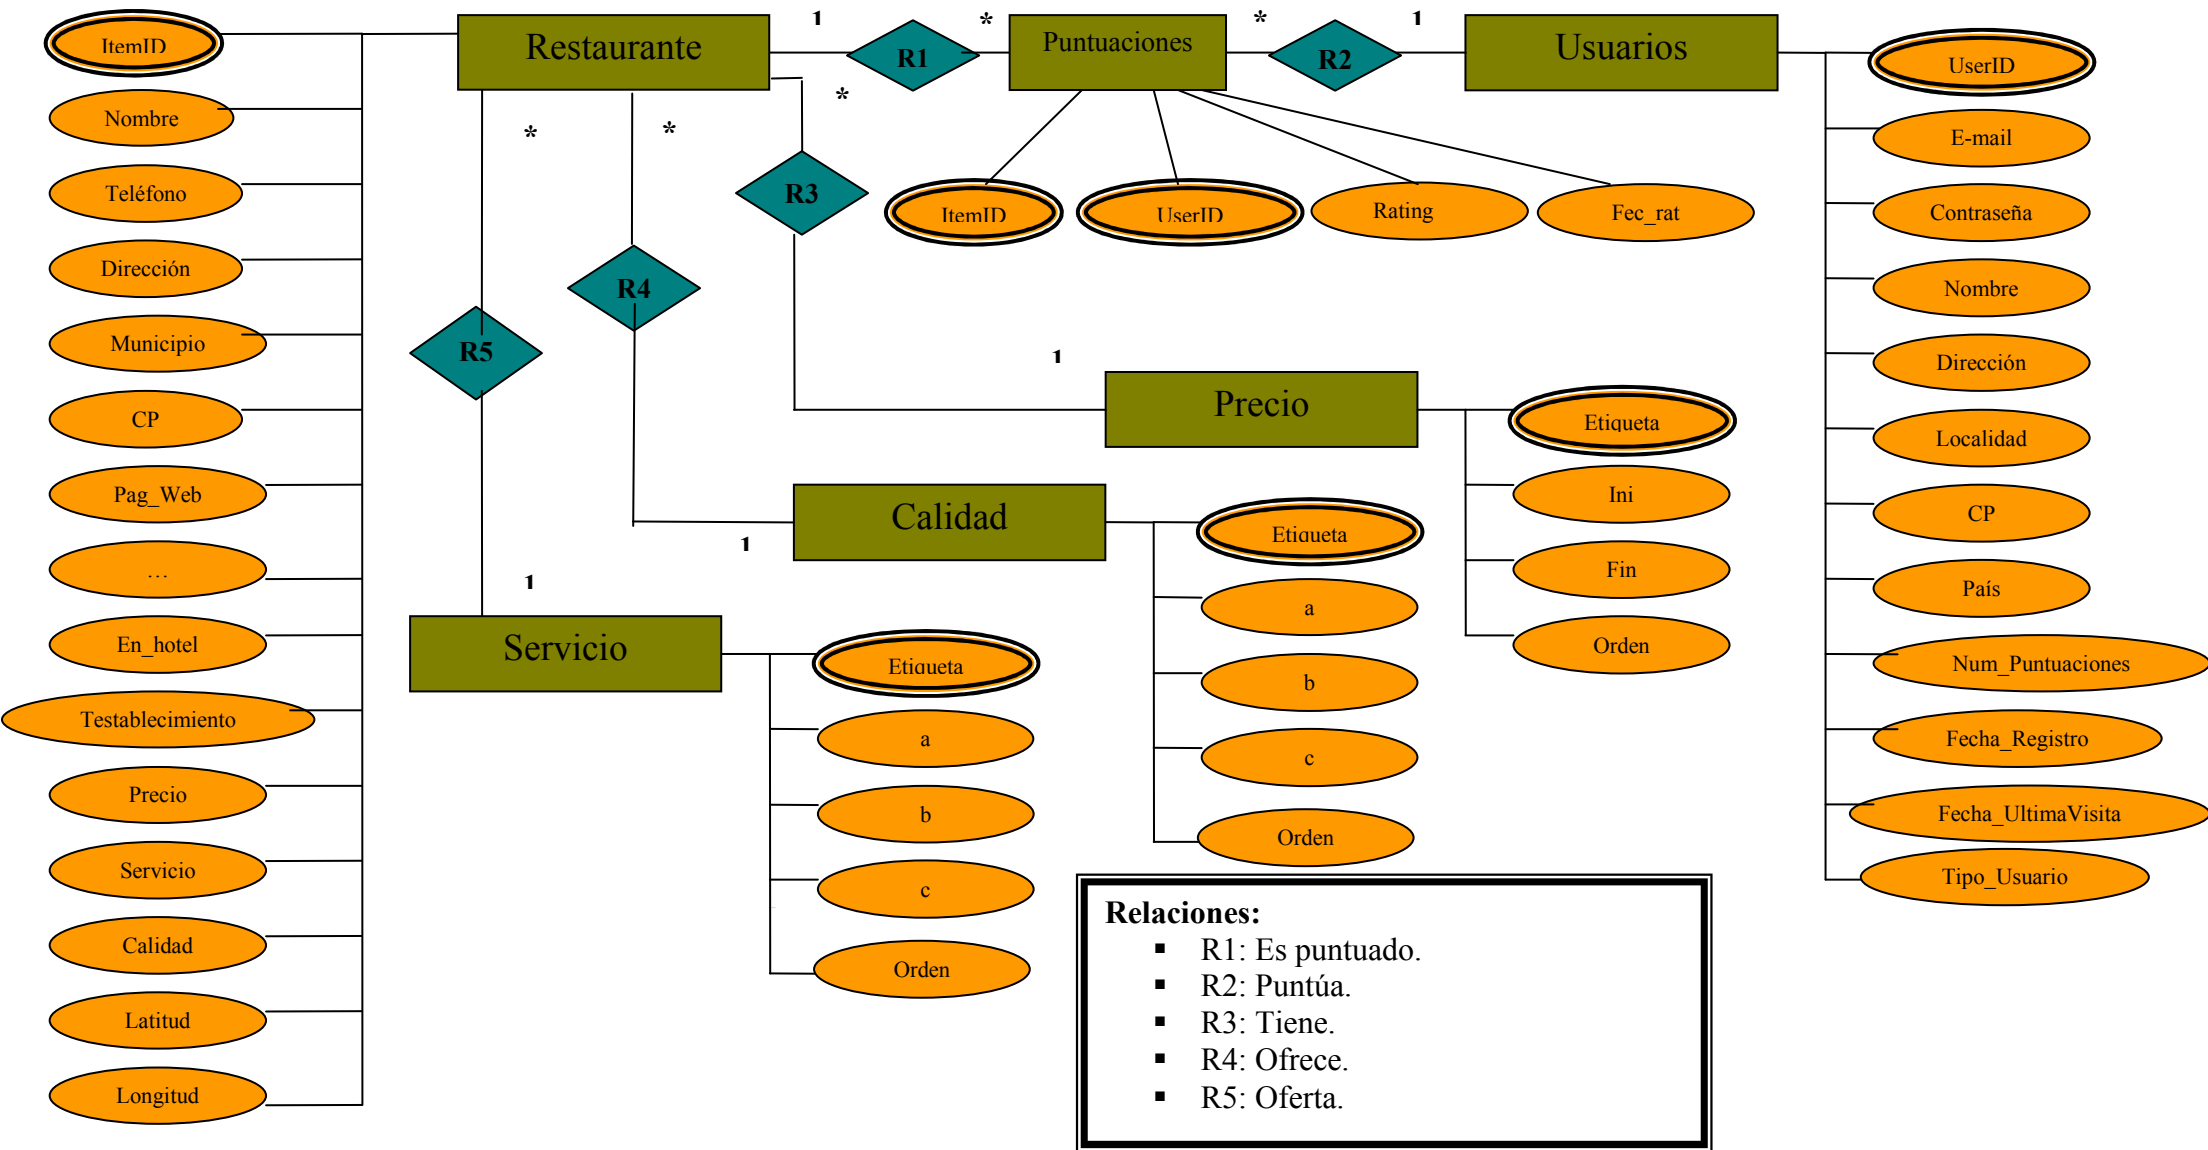 ItemID
Nombre
Teléfono
Dirección
Municipio
CP
Pag_Web
…
En_hotel
Testablecimiento
Precio
Servicio
Calidad
Latitud
Longitud
Restaurante
1
R1
*
Puntuaciones
*
R2
1
Usuarios
*
*
*
R3
R4
R5
ItemID
UserID
Rating
Fec_rat
1
Precio
Etiqueta
Ini
Fin
Orden
1
Calidad
Etiqueta
a
b
c
Orden
1
Servicio
Etiqueta
a
b
c
Orden
UserID
E-mail
Contraseña
Nombre
Dirección
Localidad
CP
País
Num_Puntuaciones
Fecha_Registro
Fecha_UltimaVisita
Tipo_Usuario
Relaciones:
▪ R1: Es puntuado.
▪ R2: Puntúa.
▪ R3: Tiene.
▪ R4: Ofrece.
▪ R5: Oferta.